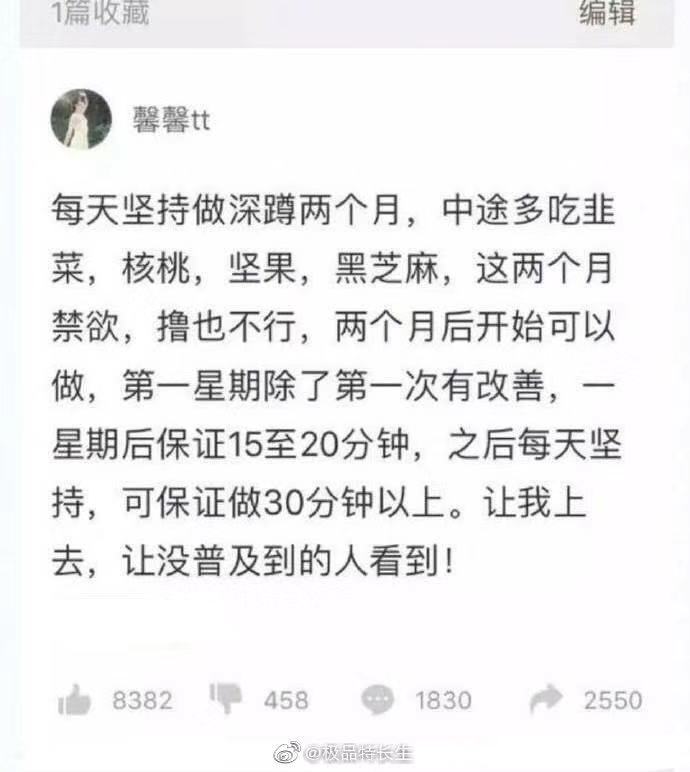 1篇收藏 编辑
馨馨tt
每天坚持做深蹲两个月，中途多吃韭
菜，核桃，坚果，黑芝麻，这两个月
禁欲，撸也不行，两个月后开始可以
做，第一星期除了第一次有改善，一
星期后保证15至20分钟，之后每天坚
持，可保证做30分钟以上。让我上
去，让没普及到的人看到！
8382 458 1830 2550
@极品特长生